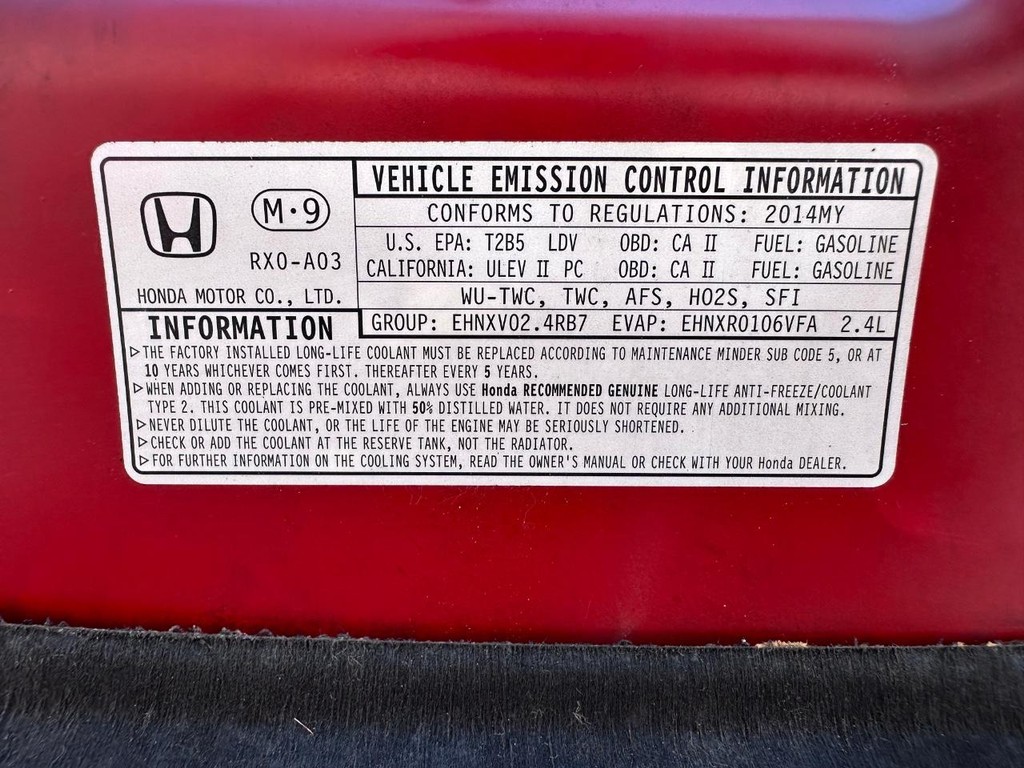 M·9
RX0-A03
HONDA MOTOR CO., LTD.
VEHICLE EMISSION CONTROL INFORMATION
CONFORMS TO REGULATIONS: 2014MY
U.S. EPA: T2B5 LDV OBD: CA II FUEL: GASOLINE
CALIFORNIA: ULEV II PC OBD: CA II FUEL: GASOLINE
WU-TWC, TWC, AFS, HO2S, SFI
GROUP: EHNXV02.4RB7 EVAP: EHNXR0106VFA 2.4L
INFORMATION
▷THE FACTORY INSTALLED LONG-LIFE COOLANT MUST BE REPLACED ACCORDING TO MAINTENANCE MINDER SUB CODE 5, OR AT
10 YEARS WHICHEVER COMES FIRST. THEREAFTER EVERY 5 YEARS.
▷WHEN ADDING OR REPLACING THE COOLANT, ALWAYS USE Honda RECOMMENDED GENUINE LONG-LIFE ANTI-FREEZE/COOLANT
TYPE 2. THIS COOLANT IS PRE-MIXED WITH 50% DISTILLED WATER. IT DOES NOT REQUIRE ANY ADDITIONAL MIXING.
▷NEVER DILUTE THE COOLANT, OR THE LIFE OF THE ENGINE MAY BE SERIOUSLY SHORTENED.
▷CHECK OR ADD THE COOLANT AT THE RESERVE TANK, NOT THE RADIATOR.
▷FOR FURTHER INFORMATION ON THE COOLING SYSTEM, READ THE OWNER'S MANUAL OR CHECK WITH YOUR Honda DEALER.